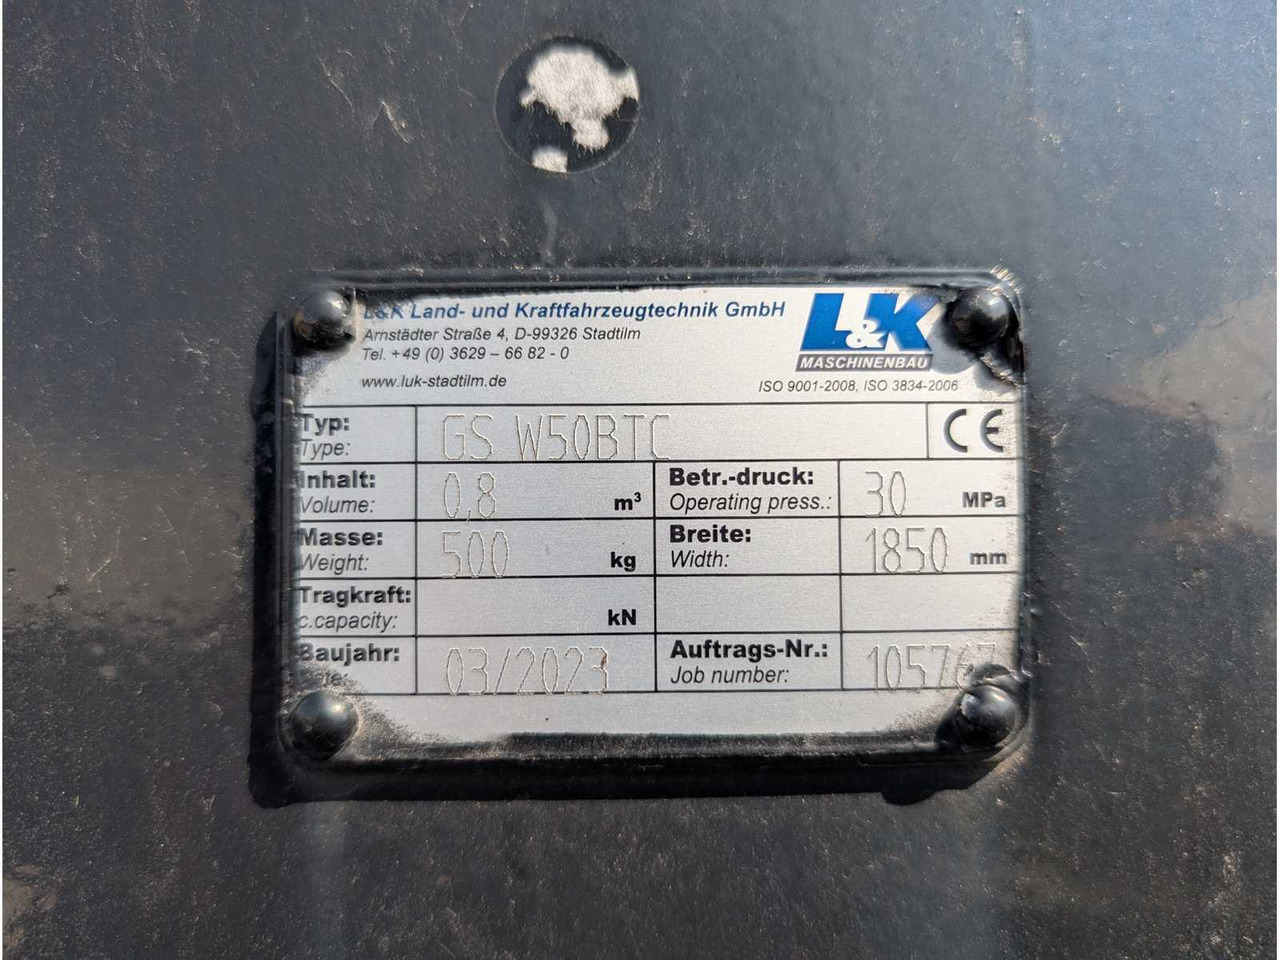 L&K Land- und Kraftfahrzeugtechnik GmbH
Arnstädter Straße 4, D-99326 Stadtilm
Tel. +49 (0) 3629 – 66 82 - 0
www.luk-stadtilm.de
L&K
MASCHINENBAU
ISO 9001-2008, ISO 3834-2006
Typ: GS W50BTC CE
Type:
Inhalt: 0,8 m³ Betr.-druck: 30 MPa
Volume: Operating press.:
Masse: 500 kg Breite: 1850 mm
Weight: Width:
Tragkraft: kN
c.capacity:
Baujahr: 03/2023 Auftrags-Nr.: 105767
Job number: